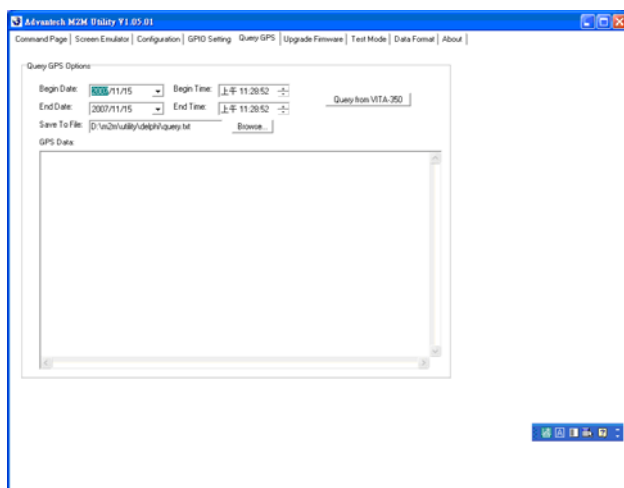 Advantech M2M Utility V1.05.01
Command Page Screen Emulator Configuration GPIO Setting Query GPS Upgrade Firmware Test Mode Data Format About
Query GPS Options
Begin Date: 2007/11/15 Begin Time: 上午 11:28:52
End Date: 2007/11/15 End Time: 上午 11:28:52
Query from VITA-350
Save To File: D:\m2m\utility\delphi\query.txt Browse...
GPS Data: